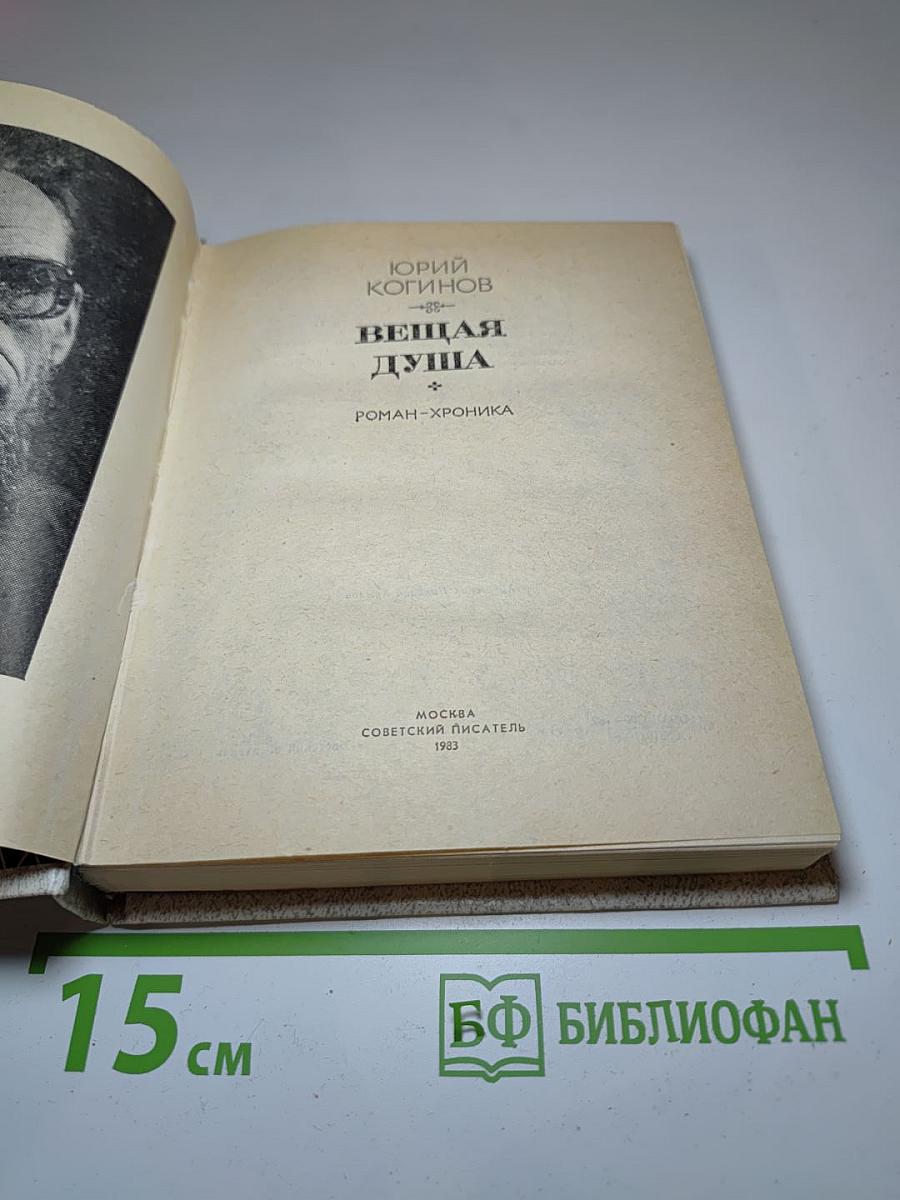 ЮРИЙ
КОГИНОВ
ВЕЩАЯ
ДУША
РОМАН-ХРОНИКА
МОСКВА
СОВЕТСКИЙ ПИСАТЕЛЬ
1983
15 см
БФ БИБЛИОФАН